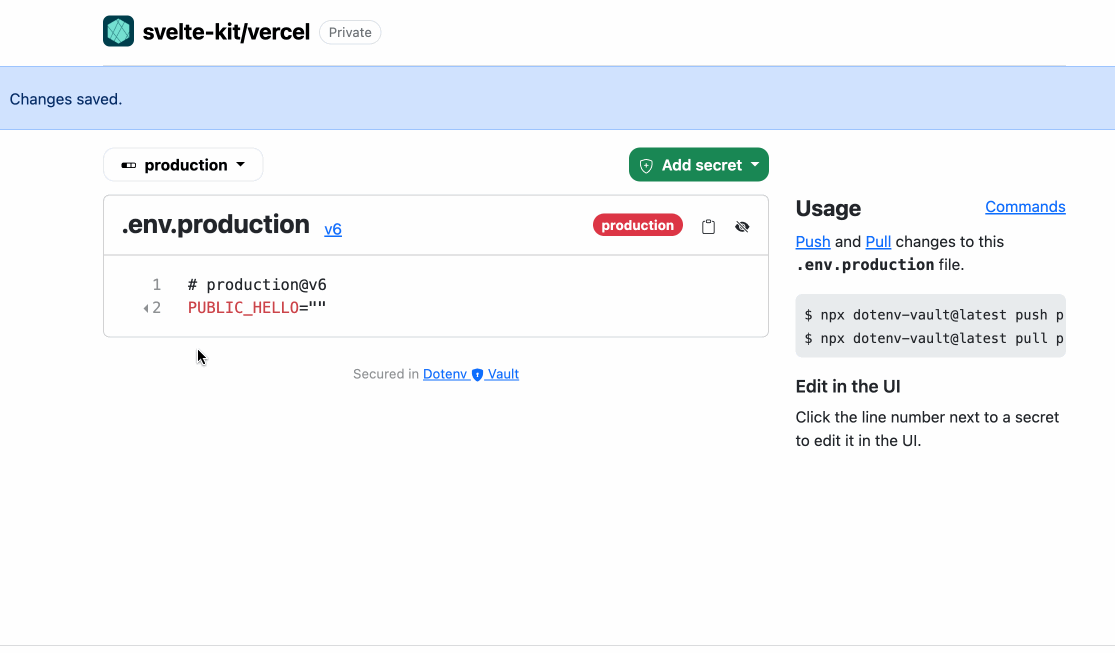 svelte-kit/vercel Private
Changes saved.
production
Add secret
.env.production v6
production
1 # production@v6
2 PUBLIC_HELLO=""
Secured in Dotenv Vault
Usage
Commands
Push and Pull changes to this
.env.production file.
$ npx dotenv-vault@latest push p
$ npx dotenv-vault@latest pull p
Edit in the UI
Click the line number next to a secret
to edit it in the UI.